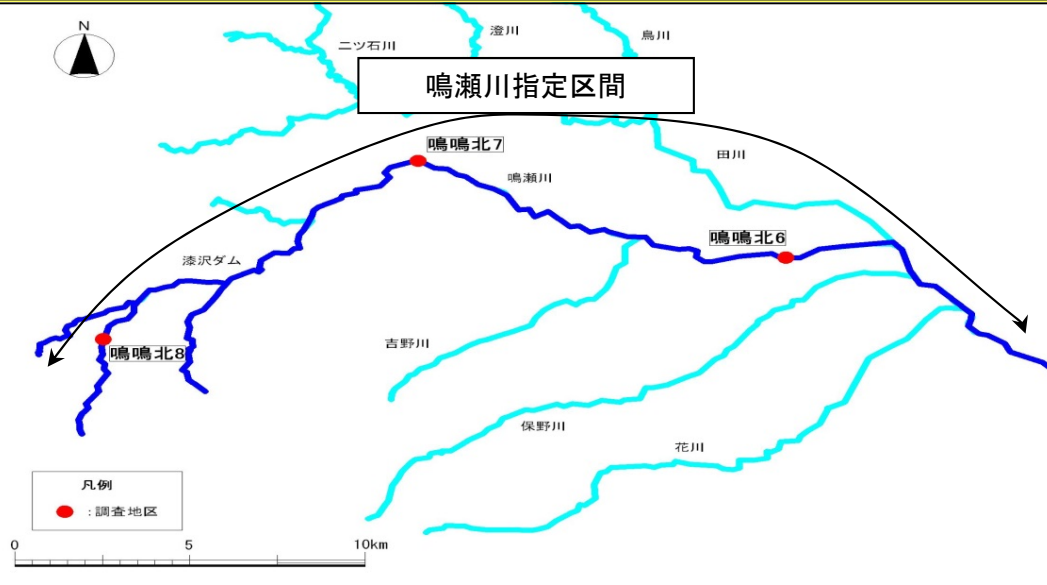 N
澄川
鳥川
二ツ石川
鳴瀬川指定区間
鳴鳴北7
田川
鳴瀬川
鳴鳴北6
漆沢ダム
吉野川
鳴鳴北8
保野川
花川
凡例
：調査地区
0
5
10km